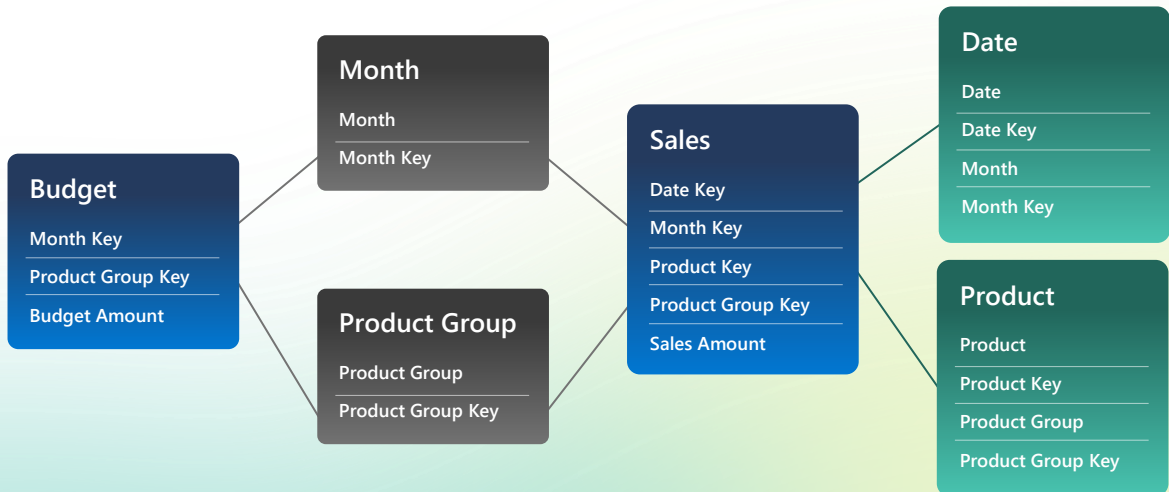 Budget
Month Key
Product Group Key
Budget Amount
Month
Month
Month Key
Product Group
Product Group
Product Group Key
Sales
Date Key
Month Key
Product Key
Product Group Key
Sales Amount
Date
Date
Date Key
Month
Month Key
Product
Product
Product Key
Product Group
Product Group Key